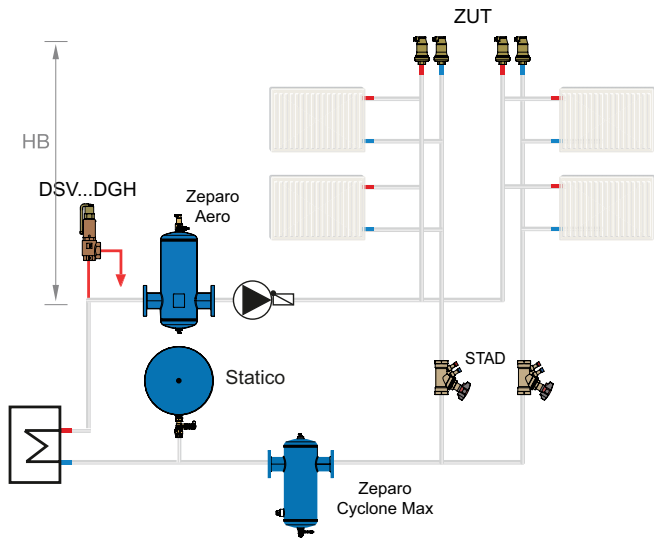 ZUT
HB
DSV...DGH
Zeparo
Aero
Statico
STAD
Zeparo
Cyclone Max